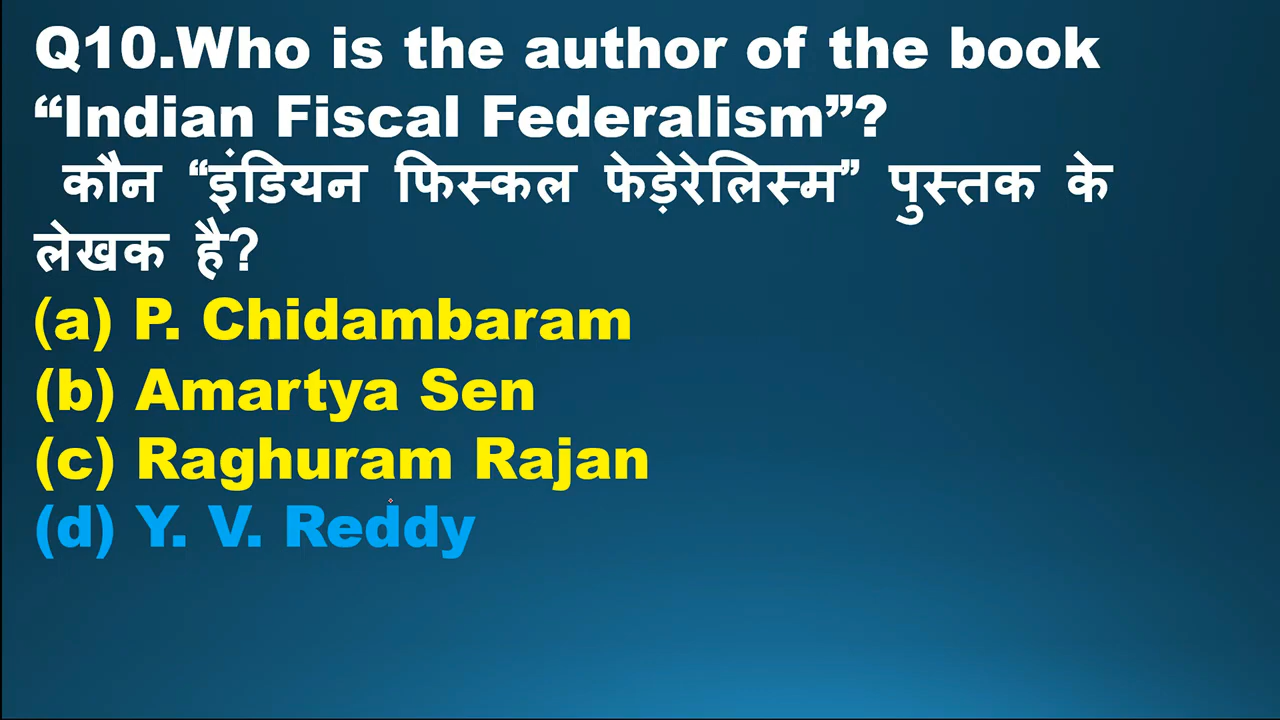 Q10.Who is the author of the book
“Indian Fiscal Federalism”?
कौन “इंडियन फिस्कल फेड़ेरेलिस्म” पुस्तक के
लेखक है?
(a) P. Chidambaram
(b) Amartya Sen
(c) Raghuram Rajan
(d) Y. V. Reddy